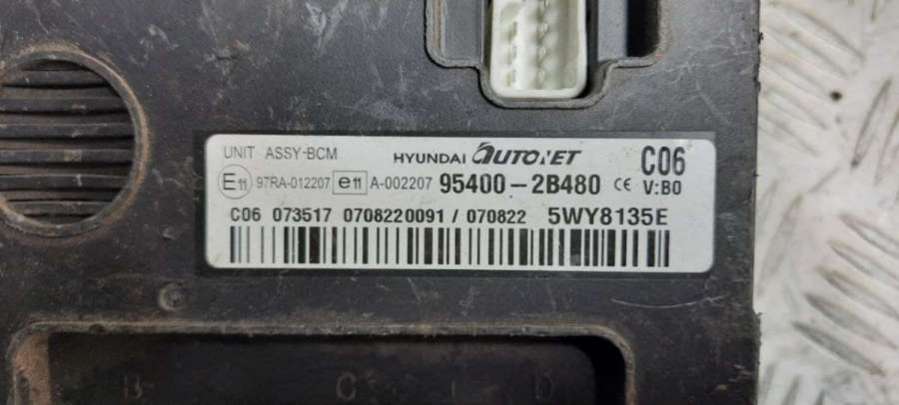 UNIT ASSY-BCM HYUNDAI AUTONET C06
E11 97RA-012207 e11 A-002207 95400-2B480 CE V:B0
C06 073517 0708220091 / 070822 5WY8135E
B C D